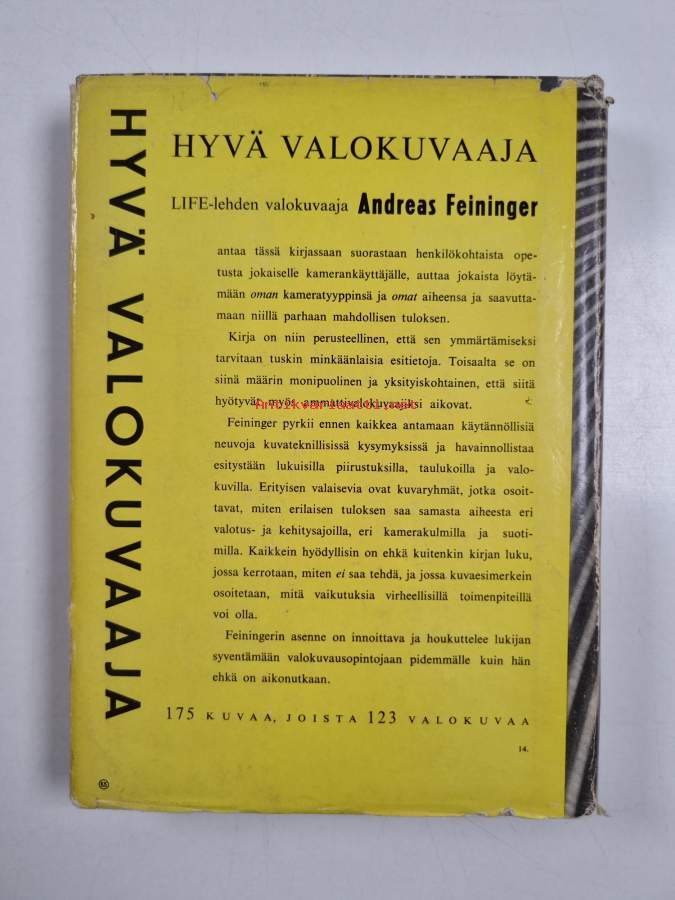 HYVÄ VALOKUVAAJA
HYVÄ VALOKUVAAJA
LIFE-lehden valokuvaaja Andreas Feininger
antaa tässä kirjassaan suorastaan henkilökohtaista ope-
tusta jokaiselle kamerankäyttäjälle, auttaa jokaista löytä-
mään oman kameratyyppinsä ja omat aiheensa ja saavutta-
maan niillä parhaan mahdollisen tuloksen.
Kirja on niin perusteellinen, että sen ymmärtämiseksi
tarvitaan tuskin minkäänlaisia esitietoja. Toisaalta se on
siinä määrin monipuolinen ja yksityiskohtainen, että siitä
hyötyvät myös ammattivalokuvaajiksi aikovat.
Feininger pyrkii ennen kaikkea antamaan käytännöllisiä
neuvoja kuvateknillisissä kysymyksissä ja havainnollistaa
esitystään lukuisilla piirustuksilla, taulukoilla ja valo-
kuvilla. Erityisen valaisevia ovat kuvaryhmät, jotka osoit-
tavat, miten erilaisen tuloksen saa samasta aiheesta eri
valotus- ja kehitysajoilla, eri kamerakulmilla ja suoti-
milla. Kaikkein hyödyllisin on ehkä kuitenkin kirjan luku,
jossa kerrotaan, miten ei saa tehdä, ja jossa kuvaesimerkein
osoitetaan, mitä vaikutuksia virheellisillä toimenpiteillä
voi olla.
Feiningerin asenne on innoittava ja houkuttelee lukijan
syventämään valokuvausopintojaan pidemmälle kuin hän
ehkä on aikonutkaan.
175 KUVAA, JOISTA 123 VALOKUVAA
14.